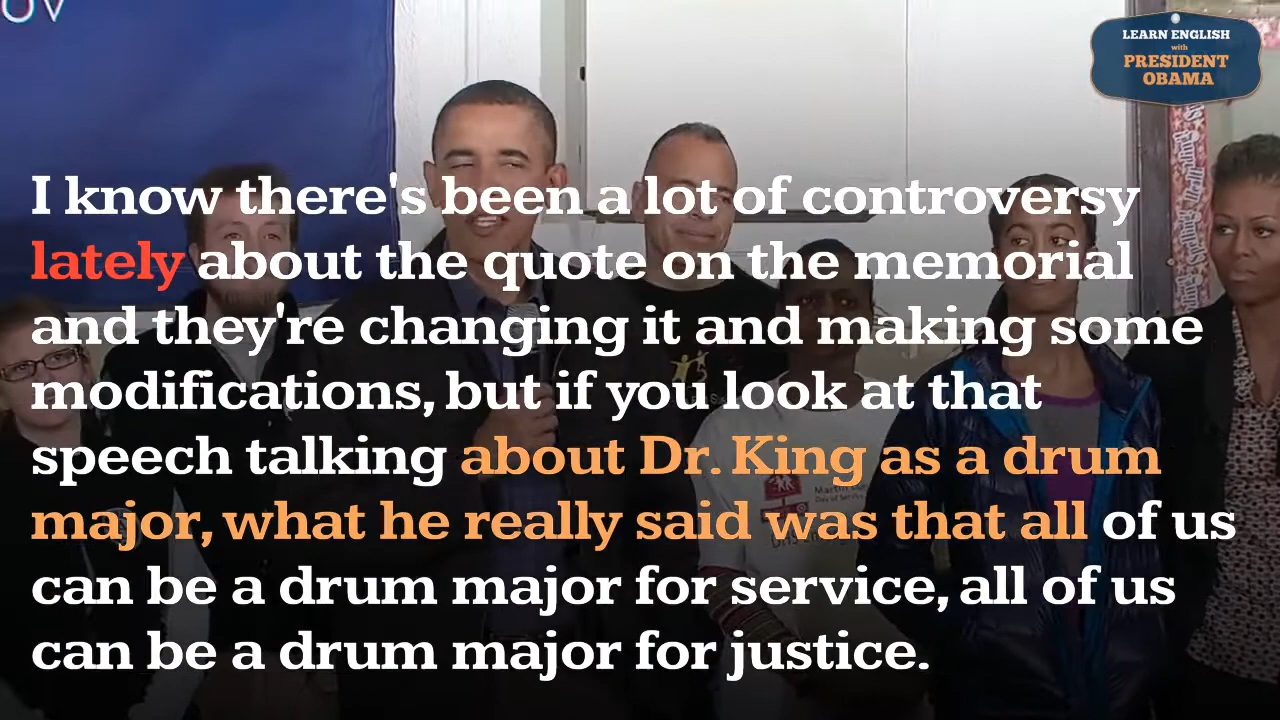 OV
LEARN ENGLISH
with
PRESIDENT
OBAMA
I know there's been a lot of controversy
lately about the quote on the memorial
and they're changing it and making some
modifications, but if you look at that
speech talking about Dr. King as a drum
major, what he really said was that all of us
can be a drum major for service, all of us
can be a drum major for justice.